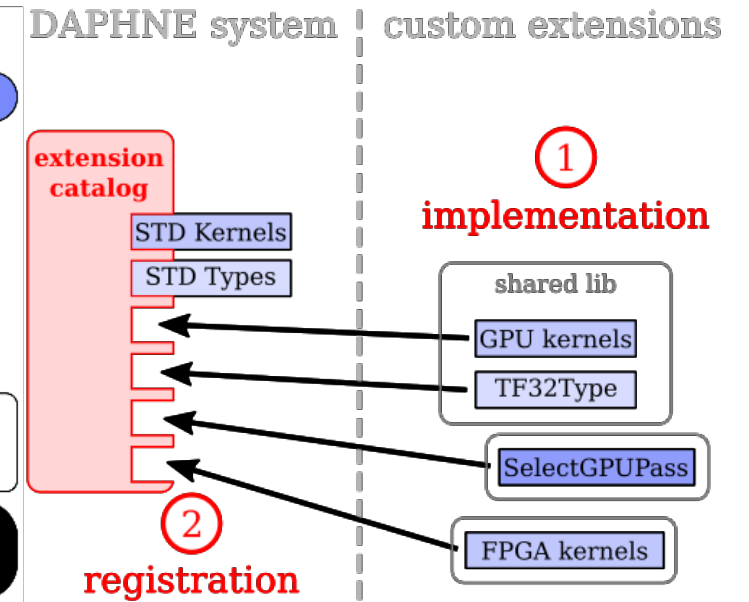 DAPHNE system
custom extensions
extension
catalog
STD Kernels
STD Types
1
implementation
shared lib
GPU kernels
TF32Type
SelectGPUPass
FPGA kernels
2
registration